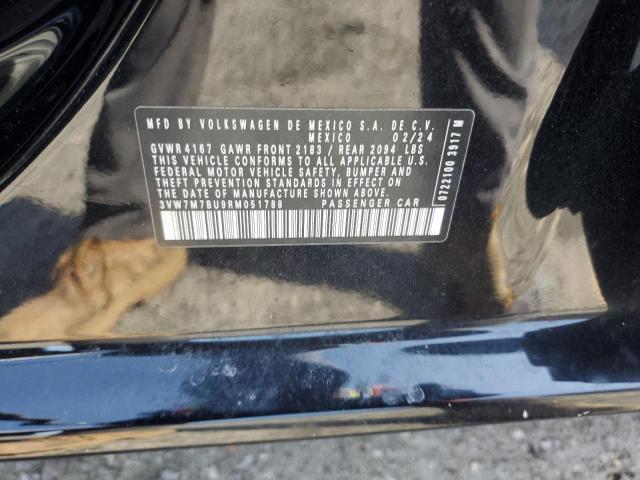 MFD BY VOLKSWAGEN DE MEXICO S.A. DE C.V.
MEXICO 02/24
GVWR 4167 GAWR FRONT 2183 / REAR 2094 LBS
THIS VEHICLE CONFORMS TO ALL APPLICABLE U.S.
FEDERAL MOTOR VEHICLE SAFETY, BUMPER AND
THEFT PREVENTION STANDARDS IN EFFECT ON
THE DATE OF MANUFACTURE SHOWN ABOVE.
3VW7M7BU9RM051788 PASSENGER CAR
0722100 3917 M